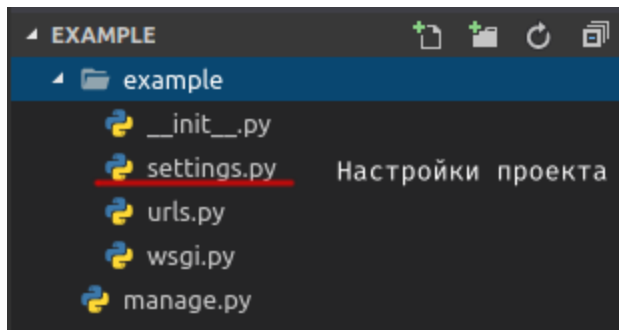 EXAMPLE
example
__init__.py
settings.py Настройки проекта
urls.py
wsgi.py
manage.py